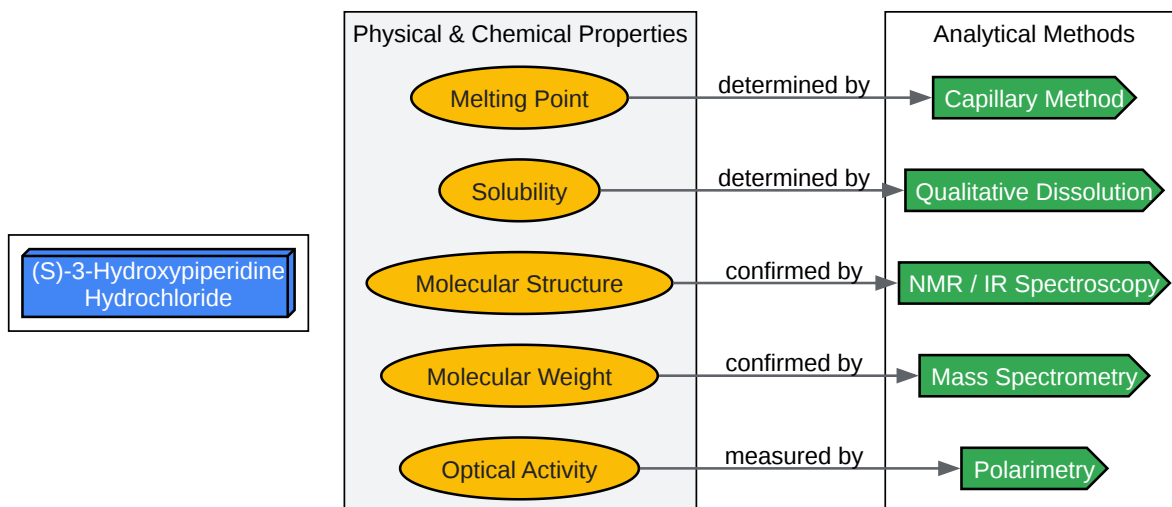 Physical & Chemical Properties
Analytical Methods
Melting Point
determined by
Capillary Method
Solubility
determined by
Qualitative Dissolution
(S)-3-Hydroxypiperidine
Hydrochloride
Molecular Structure
confirmed by
NMR / IR Spectroscopy
Molecular Weight
confirmed by
Mass Spectrometry
Optical Activity
measured by
Polarimetry